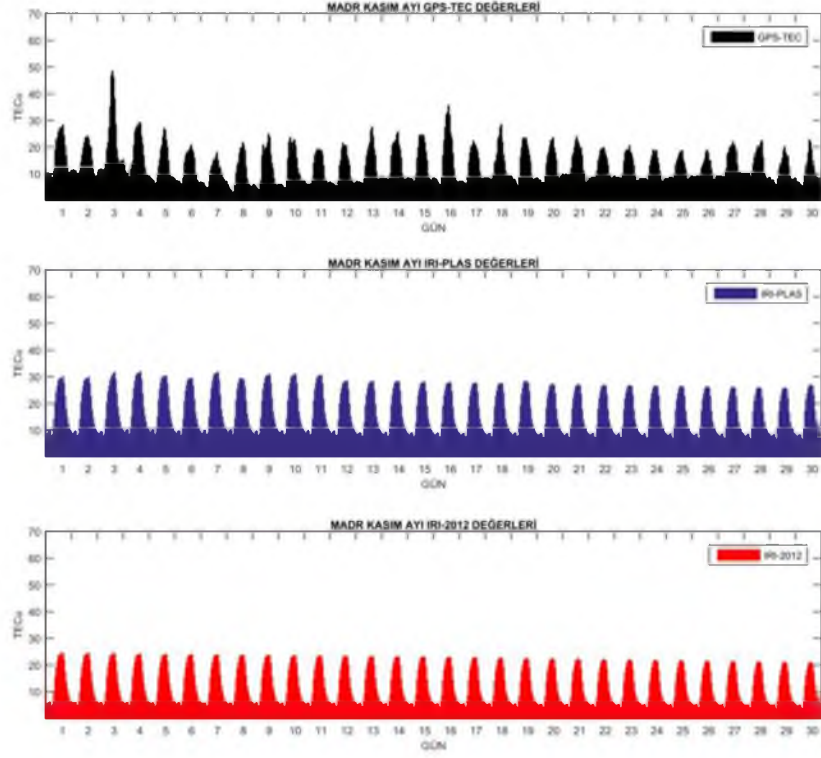 MADR KASIM AYI GPS-TEC DEĞERLERİ
70
60
50
40
30
20
10
TECu
GPS-TEC
1 2 3 4 5 6 7 8 9 10 11 12 13 14 15 16 17 18 19 20 21 22 23 24 25 26 27 28 29 30
GÜN
MADR KASIM AYI IRI-PLAS DEĞERLERİ
70
60
50
40
30
20
10
TECu
IRI-PLAS
1 2 3 4 5 6 7 8 9 10 11 12 13 14 15 16 17 18 19 20 21 22 23 24 25 26 27 28 29 30
GÜN
MADR KASIM AYI IRI-2012 DEĞERLERİ
70
60
50
40
30
20
10
TECu
IRI-2012
1 2 3 4 5 6 7 8 9 10 11 12 13 14 15 16 17 18 19 20 21 22 23 24 25 26 27 28 29 30
GÜN